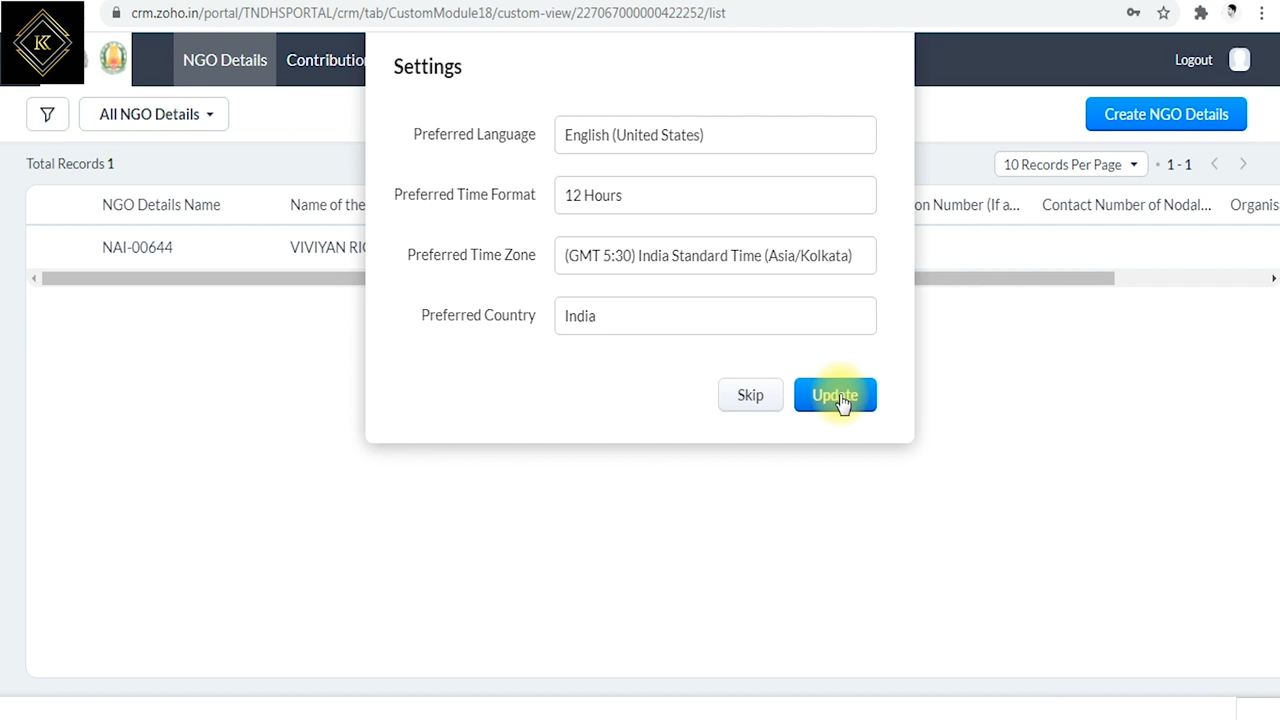 crm.zoho.in/portal/TNDHSPORTAL/crm/tab/CustomModule18/custom-view/227067000000422252/list
KK
NGO Details
Contribution
Logout
Settings
All NGO Details
Create NGO Details
Preferred Language
English (United States)
Total Records 1
10 Records Per Page
1 - 1
Preferred Time Format
12 Hours
NGO Details Name
Name of the
on Number (If a...
Contact Number of Nodal...
Organis
NAI-00644
VIVIYAN RI
Preferred Time Zone
(GMT 5:30) India Standard Time (Asia/Kolkata)
Preferred Country
India
Skip
Update